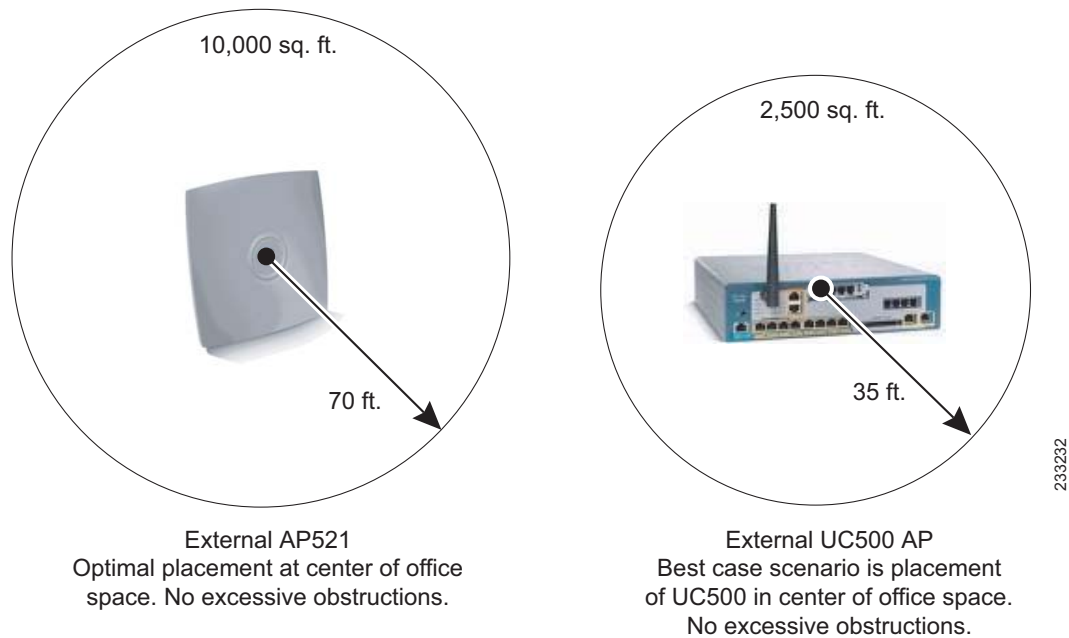 10,000 sq. ft.
70 ft.
External AP521
Optimal placement at center of office
space. No excessive obstructions.
2,500 sq. ft.
35 ft.
External UC500 AP
Best case scenario is placement
of UC500 in center of office space.
No excessive obstructions.
233232